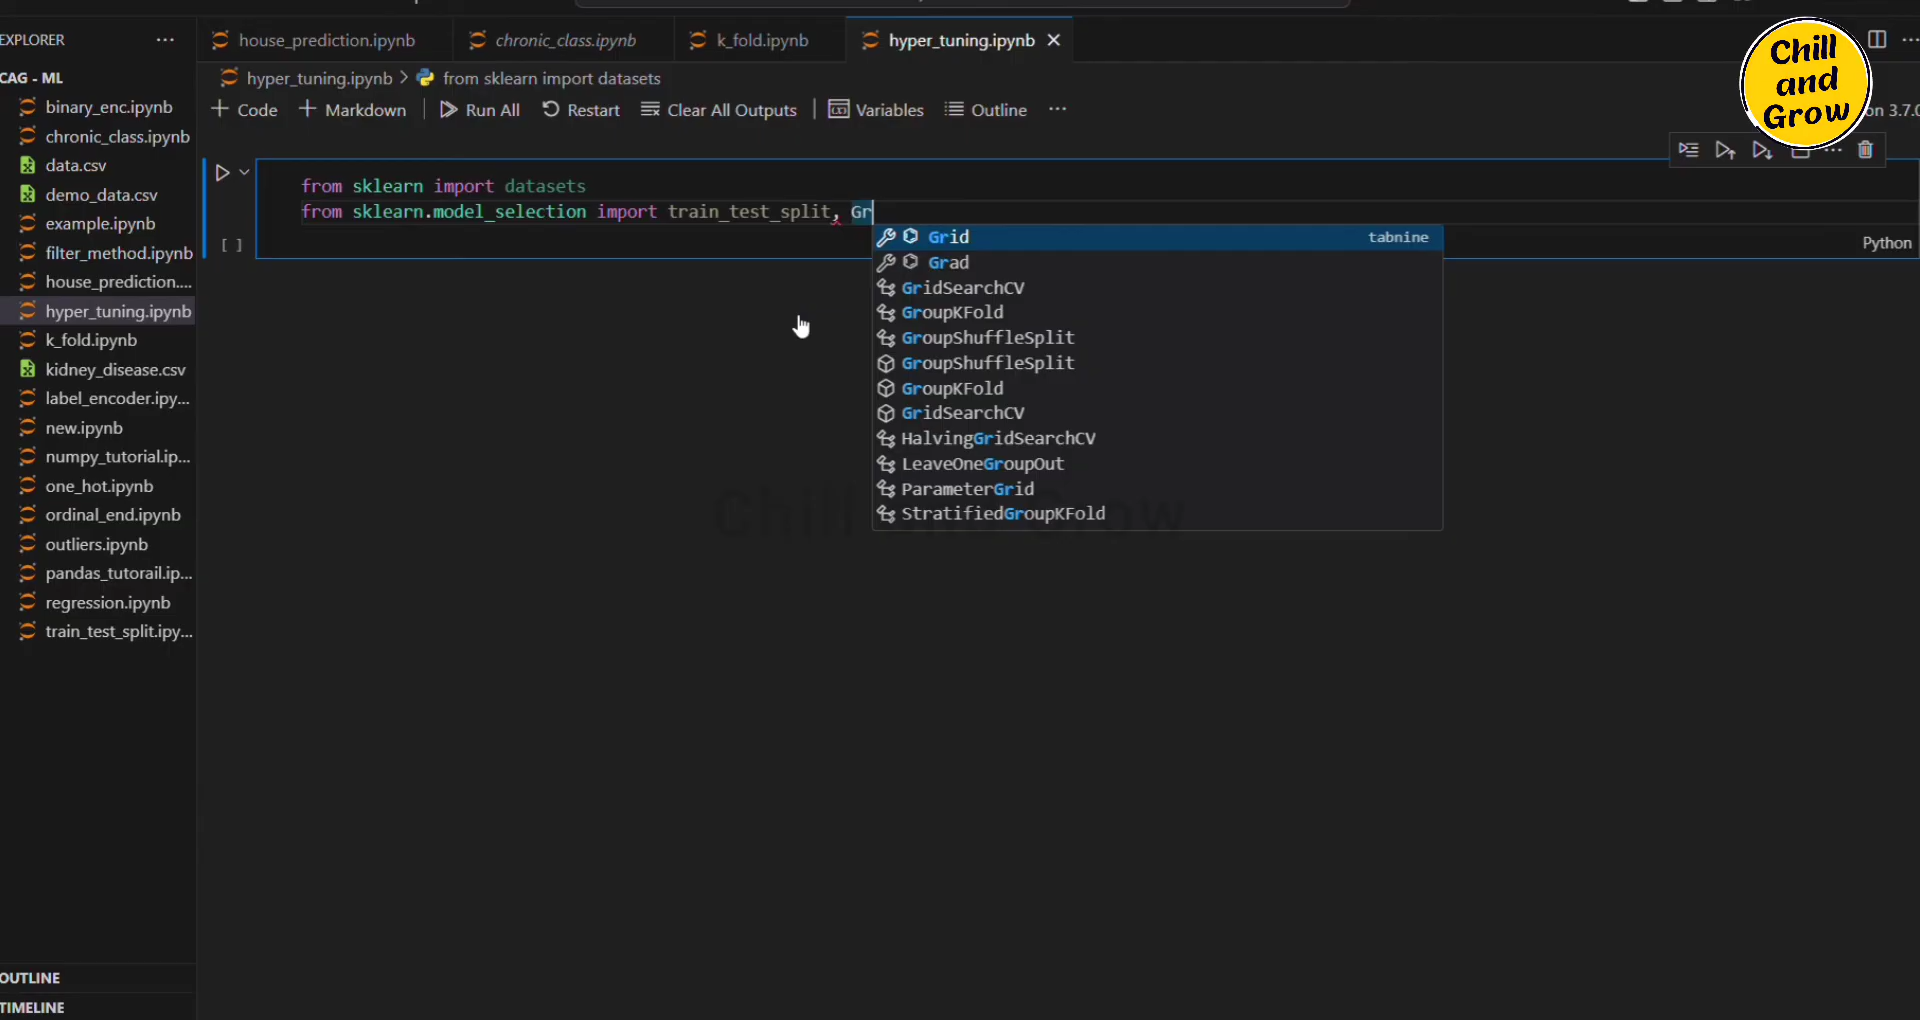 EXPLORER
CAG - ML
binary_enc.ipynb
chronic_class.ipynb
data.csv
demo_data.csv
example.ipynb
filter_method.ipynb
house_prediction....
hyper_tuning.ipynb
k_fold.ipynb
kidney_disease.csv
label_encoder.ipy...
new.ipynb
numpy_tutorial.ip...
one_hot.ipynb
ordinal_end.ipynb
outliers.ipynb
pandas_tutorail.ip...
regression.ipynb
train_test_split.ipy...
OUTLINE
TIMELINE
house_prediction.ipynb chronic_class.ipynb k_fold.ipynb hyper_tuning.ipynb
hyper_tuning.ipynb > from sklearn import datasets
+ Code + Markdown | Run All Restart Clear All Outputs | Variables Outline ...
on 3.7.0
Chill
and
Grow
from sklearn import datasets
from sklearn.model_selection import train_test_split, Gr
[ ]
Python
Grid tabnine
Grad
GridSearchCV
GroupKFold
GroupShuffleSplit
GroupShuffleSplit
GroupKFold
GridSearchCV
HalvingGridSearchCV
LeaveOneGroupOut
ParameterGrid
StratifiedGroupKFold